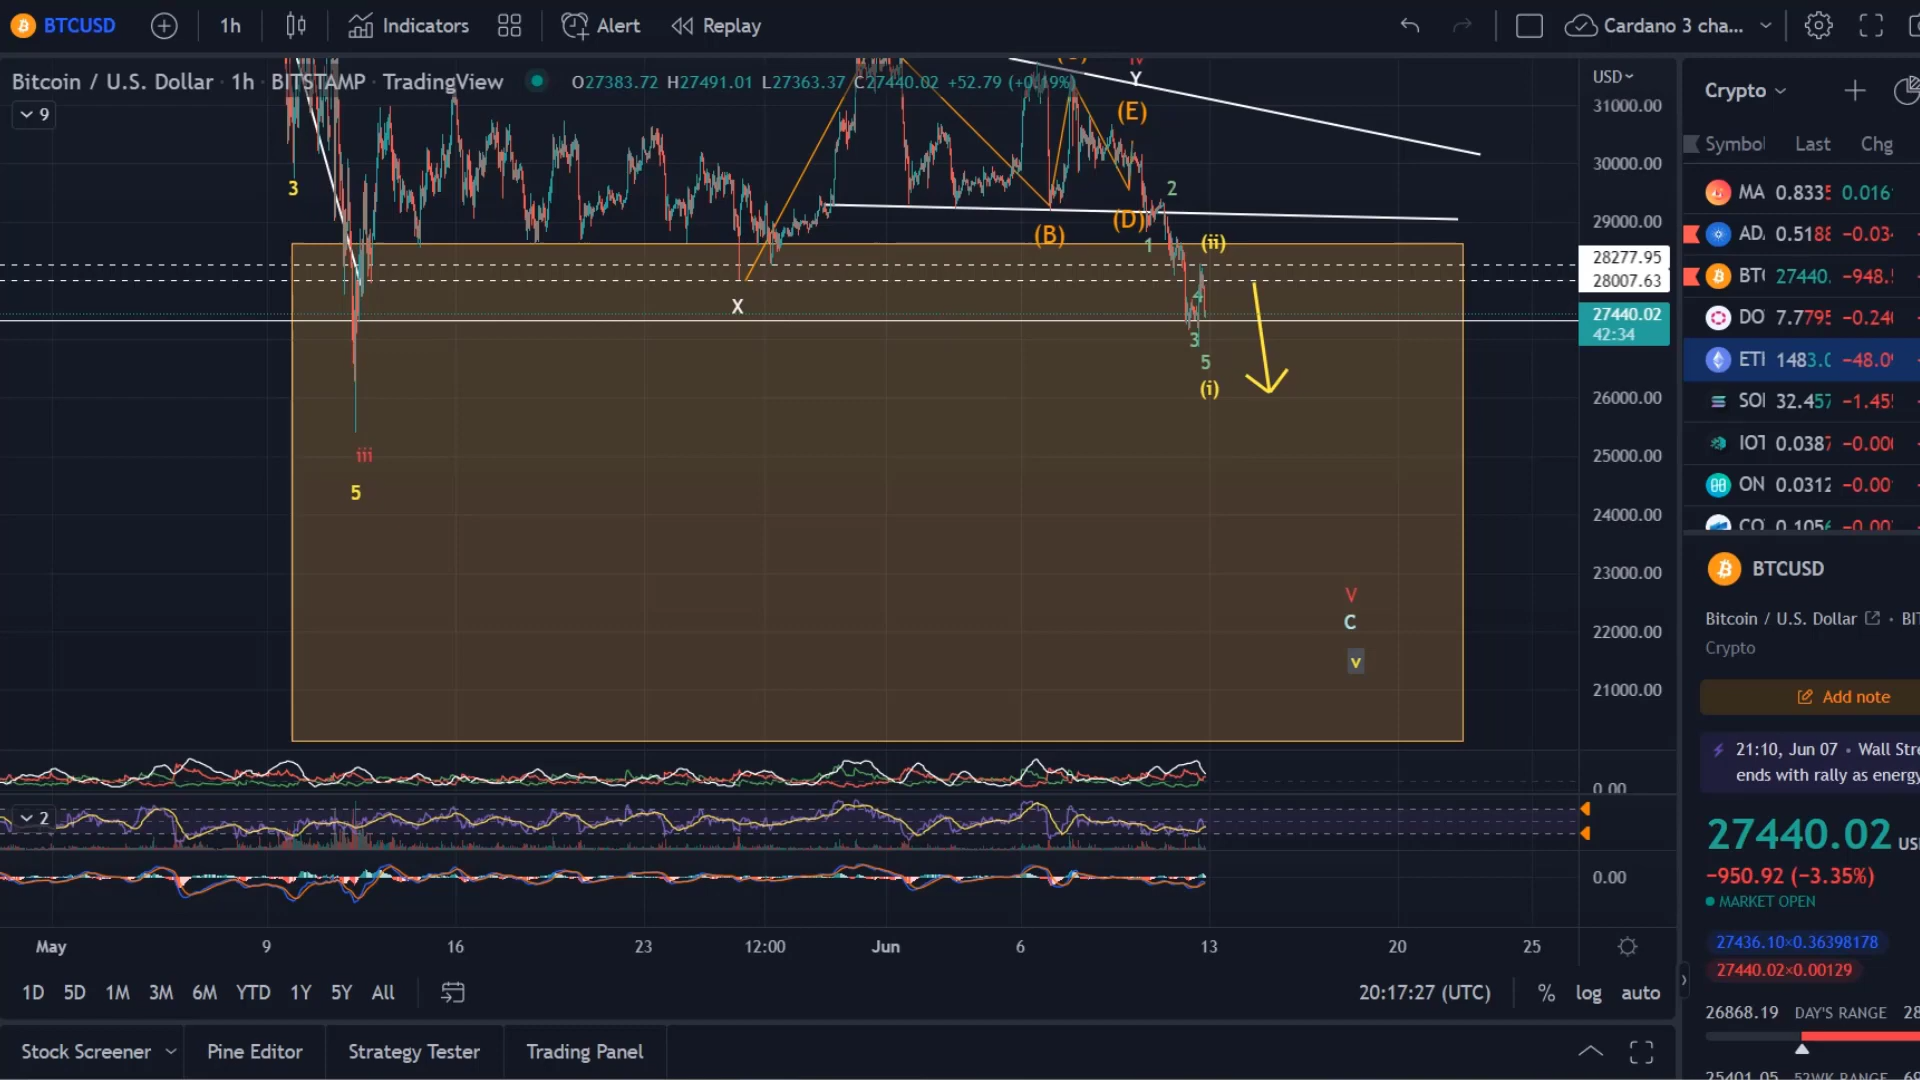 BTCUSD
1h
Indicators
Alert
Replay
Cardano 3 cha...
Bitcoin / U.S. Dollar · 1h · BITSTAMP · TradingView
O27383.72 H27491.01 L27363.37 C27440.02 +52.79 (+0.19%)
9
USD
31000.00
30000.00
29000.00
28277.95
28007.63
27440.02
42:34
26000.00
25000.00
24000.00
23000.00
22000.00
21000.00
Y
(E)
3
2
(B)
(D)
1
(ii)
X
4
3
5
(i)
iii
5
V
C
v
0.00
2
0.00
May
9
16
23
12:00
Jun
6
13
20
25
1D 5D 1M 3M 6M YTD 1Y 5Y All
20:17:27 (UTC)
% log auto
Stock Screener
Pine Editor
Strategy Tester
Trading Panel
Crypto
Symbol Last Chg
MA 0.8335 0.016
AD 0.5188 −0.03
BT 27440. −948.
DO 7.7795 −0.24
ET 1483.0 −48.0
SO 32.457 −1.45
IO 0.0387 −0.00
ON 0.0312 −0.00
CO 0.1056 −0.00
BTCUSD
Bitcoin / U.S. Dollar · BI
Crypto
Add note
21:10, Jun 07 · Wall Stre
ends with rally as energy
27440.02 US
−950.92 (−3.35%)
MARKET OPEN
27436.10×0.36398178
27440.02×0.00129
26868.19 DAY'S RANGE 28
25401.05 52WK RANGE 69